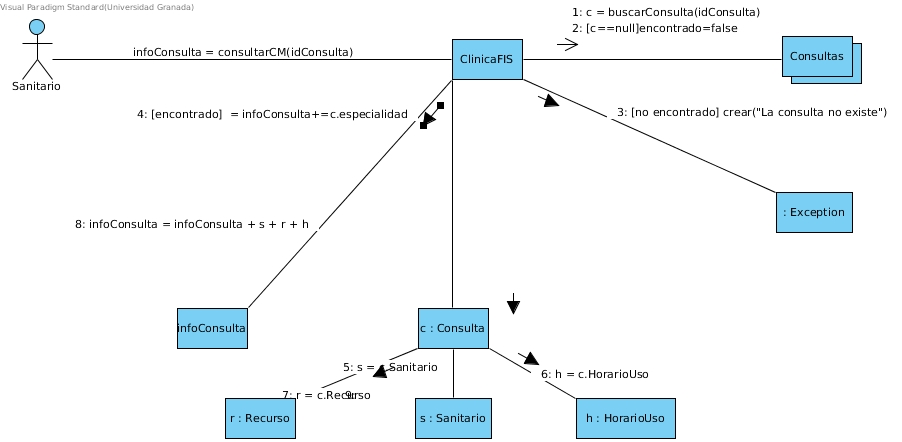 Visual Paradigm Standard(Universidad Granada)
1: c = buscarConsulta(idConsulta)
2: [c==null]encontrado=false
infoConsulta = consultarCM(idConsulta)
ClinicaFIS
Consultas
Sanitario
4: [encontrado]  = infoConsulta+=c.especialidad
3: [no encontrado] crear("La consulta no existe")
: Exception
8: infoConsulta = infoConsulta + s + r + h
infoConsulta
c : Consulta
5: s = c.Sanitario
6: h = c.HorarioUso
7: r = c.Recurso
r : Recurso
s : Sanitario
h : HorarioUso